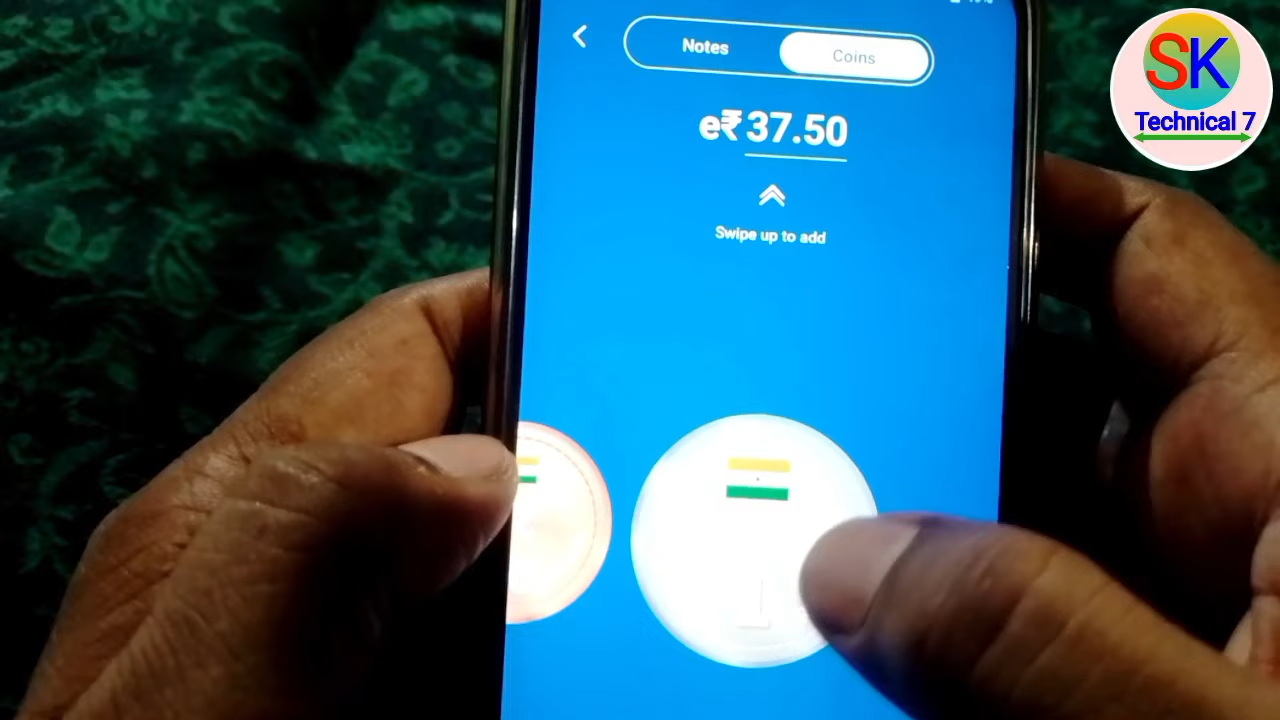 Notes
Coins
e₹37.50
Swipe up to add
SK
Technical 7